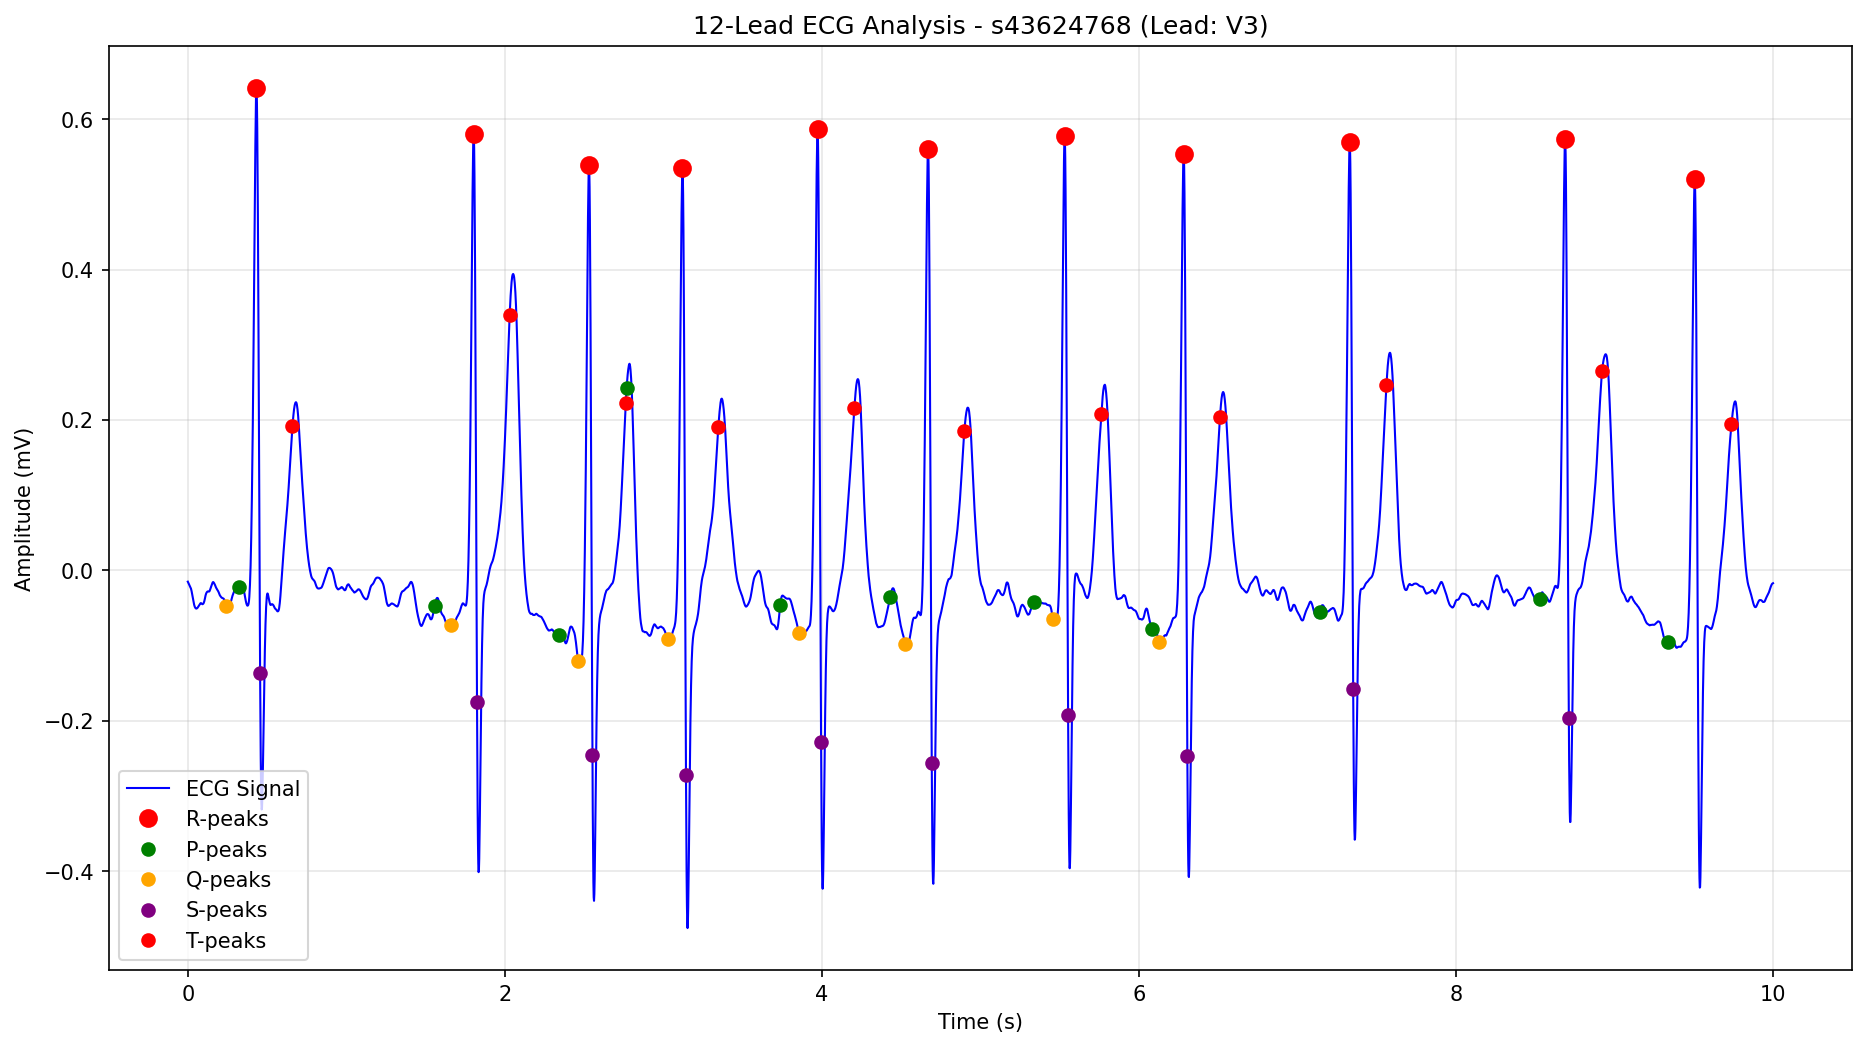 12-Lead ECG Analysis - s43624768 (Lead: V3)
Amplitude (mV)
0.6
0.4
0.2
0.0
−0.2
−0.4
ECG Signal
R-peaks
P-peaks
Q-peaks
S-peaks
T-peaks
0 2 4 6 8 10
Time (s)